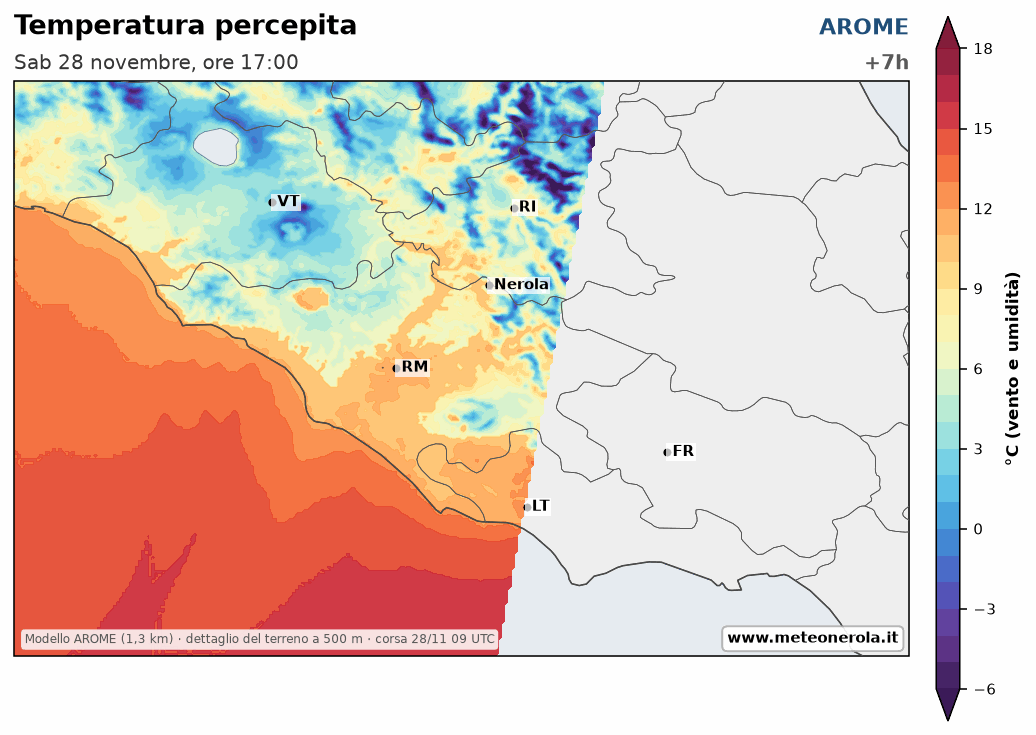 Temperatura percepita
AROME
Sab 28 novembre, ore 17:00
+7h
VT
RI
Nerola
RM
FR
LT
Modello AROME (1,3 km) · dettaglio del terreno a 500 m · corsa 28/11 09 UTC
www.meteonerola.it
18
15
12
9
6
3
0
−3
−6
°C (vento e umidità)